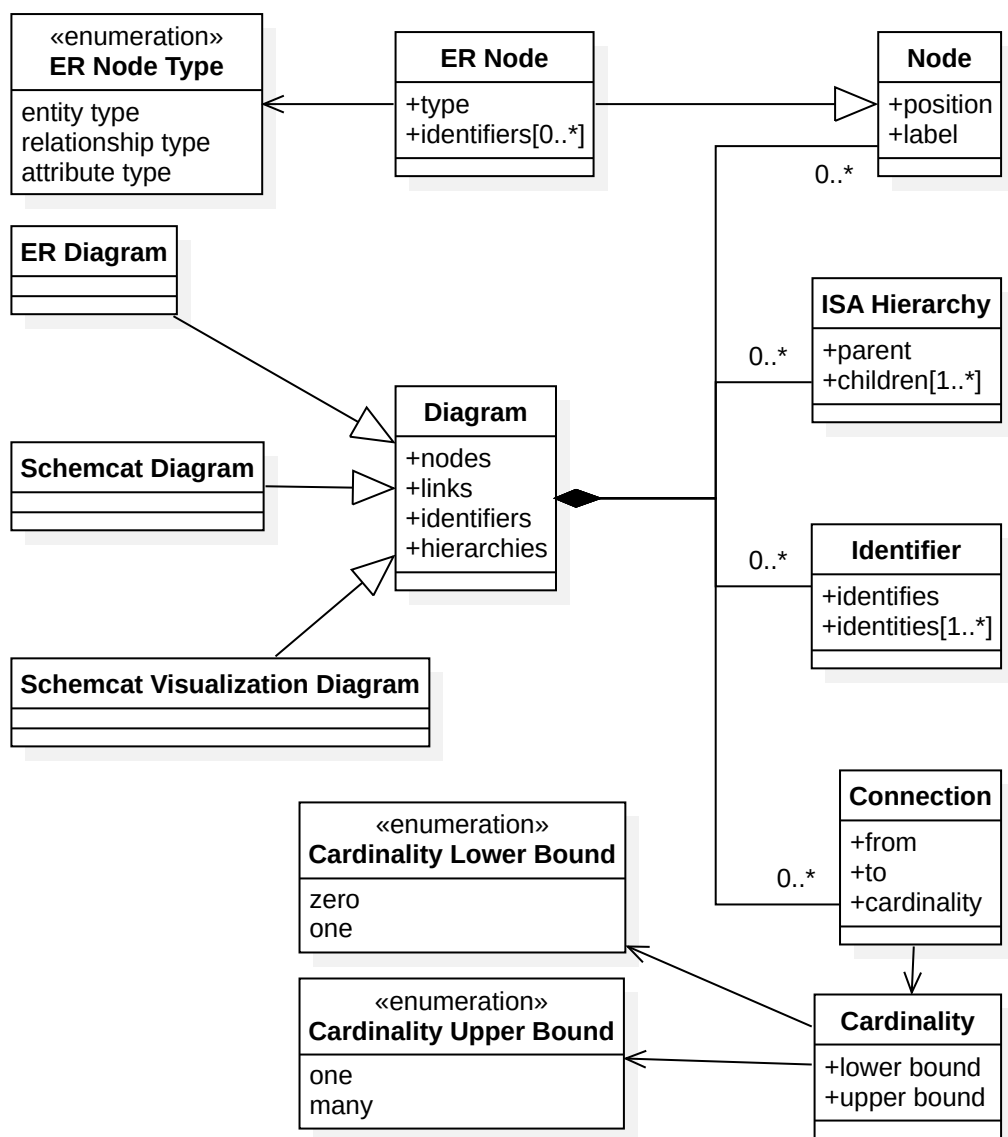 «enumeration»
ER Node Type
entity type
relationship type
attribute type
ER Node
+type
+identifiers[0..*]
Node
+position
+label
0..*
ER Diagram
ISA Hierarchy
+parent
+children[1..*]
0..*
Diagram
+nodes
+links
+identifiers
+hierarchies
Schemcat Diagram
Identifier
+identifies
+identities[1..*]
0..*
Schemcat Visualization Diagram
Connection
+from
+to
+cardinality
0..*
«enumeration»
Cardinality Lower Bound
zero
one
«enumeration»
Cardinality Upper Bound
one
many
Cardinality
+lower bound
+upper bound